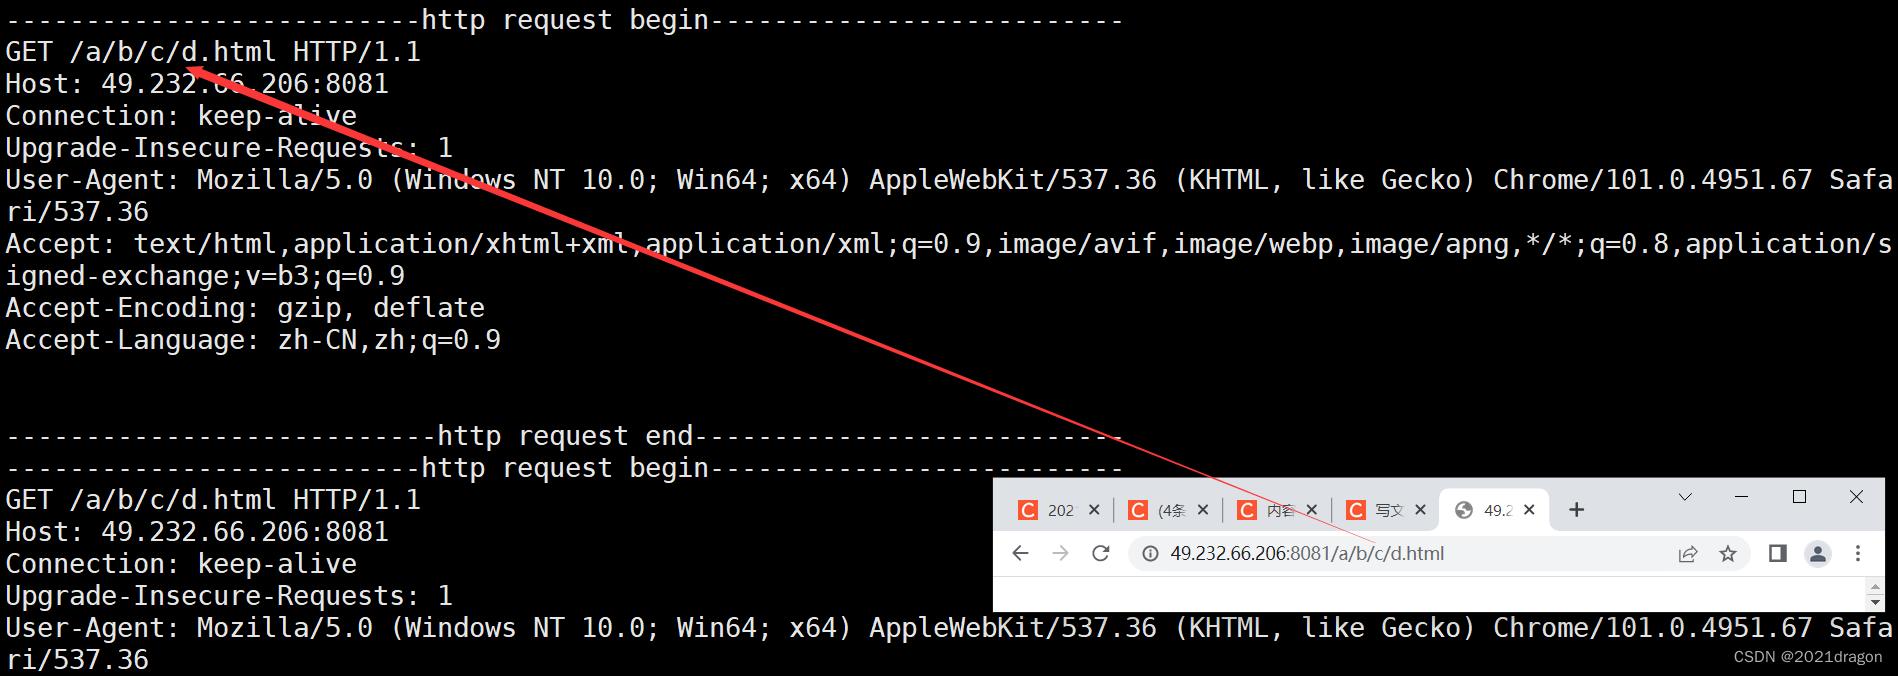 --------------------------http request begin--------------------------
GET /a/b/c/d.html HTTP/1.1
Host: 49.232.66.206:8081
Connection: keep-alive
Upgrade-Insecure-Requests: 1
User-Agent: Mozilla/5.0 (Windows NT 10.0; Win64; x64) AppleWebKit/537.36 (KHTML, like Gecko) Chrome/101.0.4951.67 Safa
ri/537.36
Accept: text/html,application/xhtml+xml,application/xml;q=0.9,image/avif,image/webp,image/apng,*/*;q=0.8,application/s
igned-exchange;v=b3;q=0.9
Accept-Encoding: gzip, deflate
Accept-Language: zh-CN,zh;q=0.9
---------------------------http request end---------------------------
--------------------------http request begin--------------------------
GET /a/b/c/d.html HTTP/1.1
Host: 49.232.66.206:8081
Connection: keep-alive
Upgrade-Insecure-Requests: 1
User-Agent: Mozilla/5.0 (Windows NT 10.0; Win64; x64) AppleWebKit/537.36 (KHTML, like Gecko) Chrome/101.0.4951.67 Safa
ri/537.36
C 202 C (4条 C 内容 C 写文 49.2
49.232.66.206:8081/a/b/c/d.html
CSDN @2021dragon